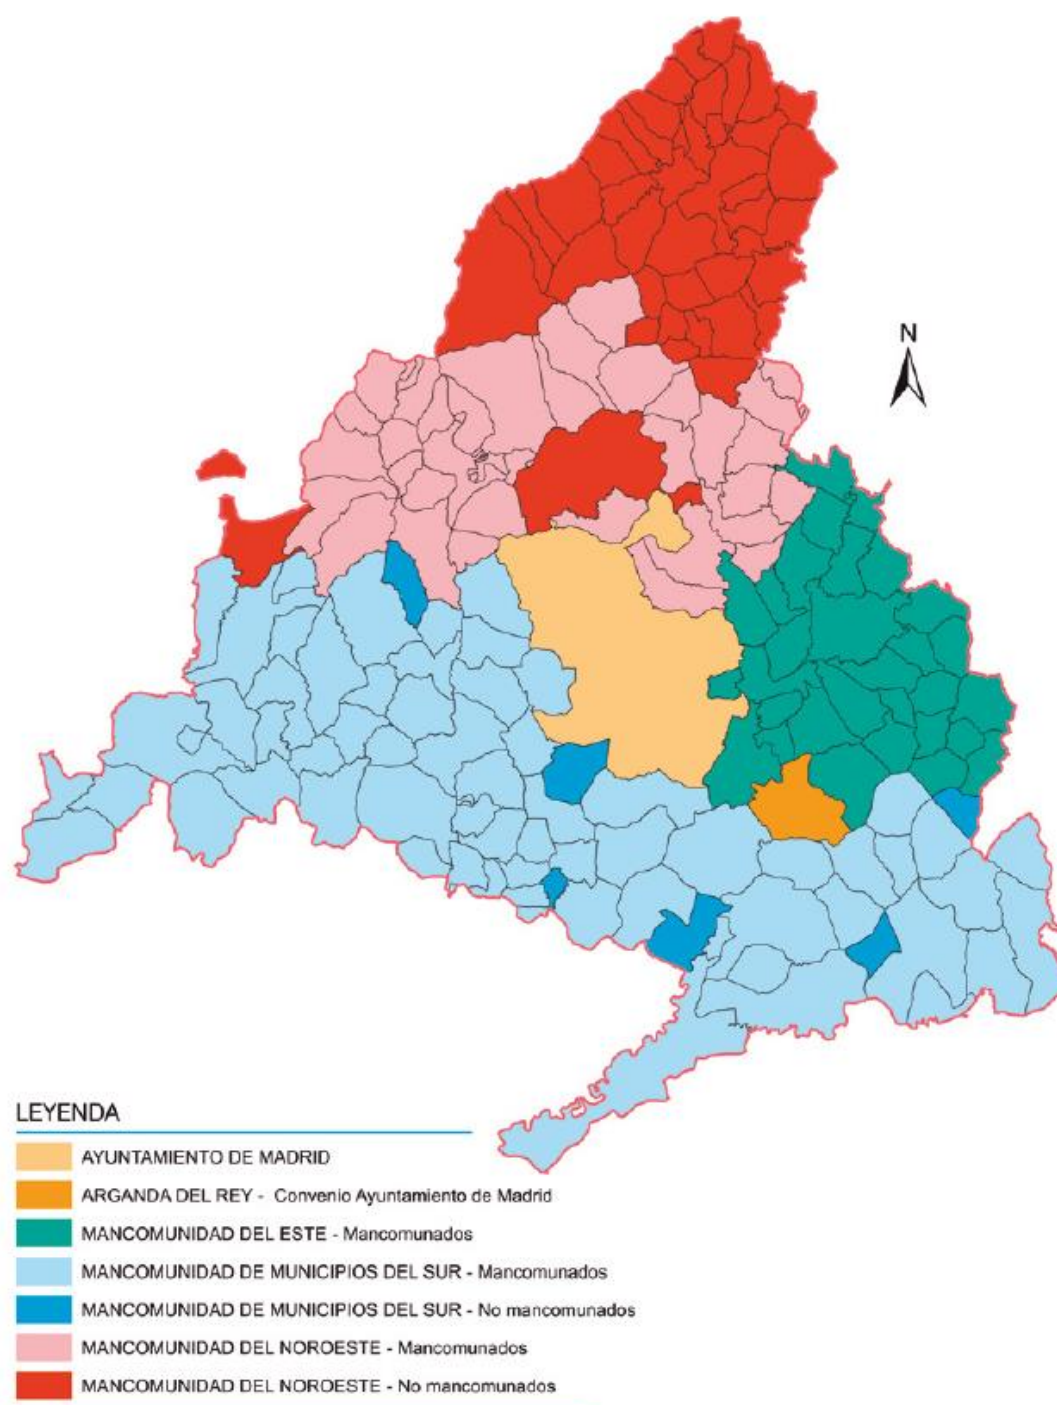 N
LEYENDA
AYUNTAMIENTO DE MADRID
ARGANDA DEL REY - Convenio Ayuntamiento de Madrid
MANCOMUNIDAD DEL ESTE - Mancomunados
MANCOMUNIDAD DE MUNICIPIOS DEL SUR - Mancomunados
MANCOMUNIDAD DE MUNICIPIOS DEL SUR - No mancomunados
MANCOMUNIDAD DEL NOROESTE - Mancomunados
MANCOMUNIDAD DEL NOROESTE - No mancomunados